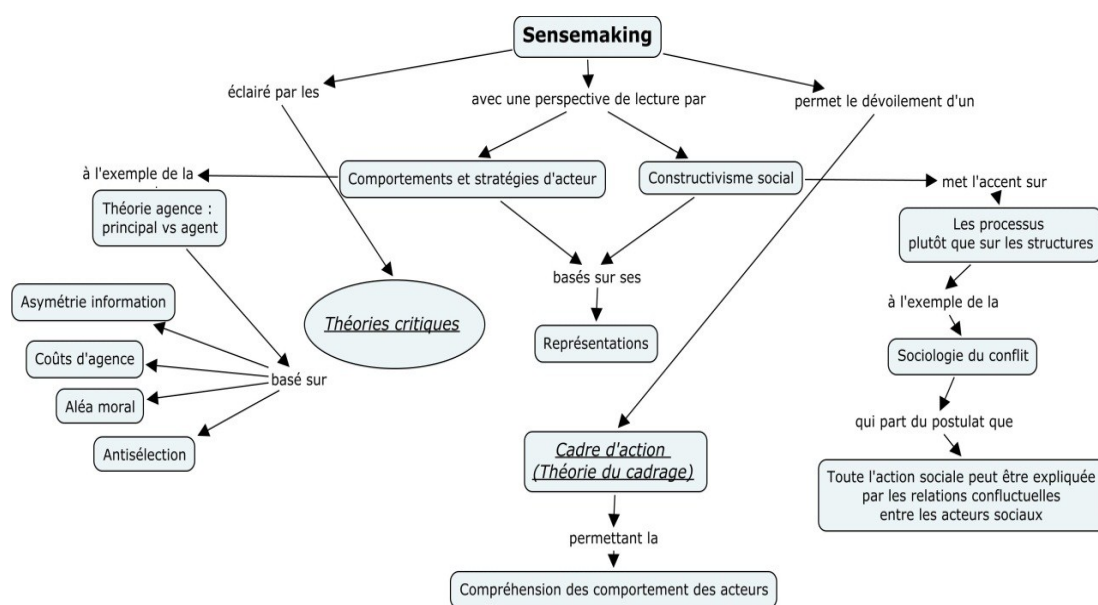 Sensemaking
éclairé par les
avec une perspective de lecture par
permet le dévoilement d'un
à l'exemple de la
Comportements et stratégies d'acteur
Constructivisme social
met l'accent sur
Théorie agence :
principal vs agent
Les processus
plutôt que sur les structures
basés sur ses
Asymétrie information
à l'exemple de la
Théories critiques
Représentations
Coûts d'agence
Sociologie du conflit
basé sur
Aléa moral
qui part du postulat que
Antisélection
Cadre d'action
(Théorie du cadrage)
Toute l'action sociale peut être expliquée
par les relations confluctuelles
entre les acteurs sociaux
permettant la
Compréhension des comportement des acteurs